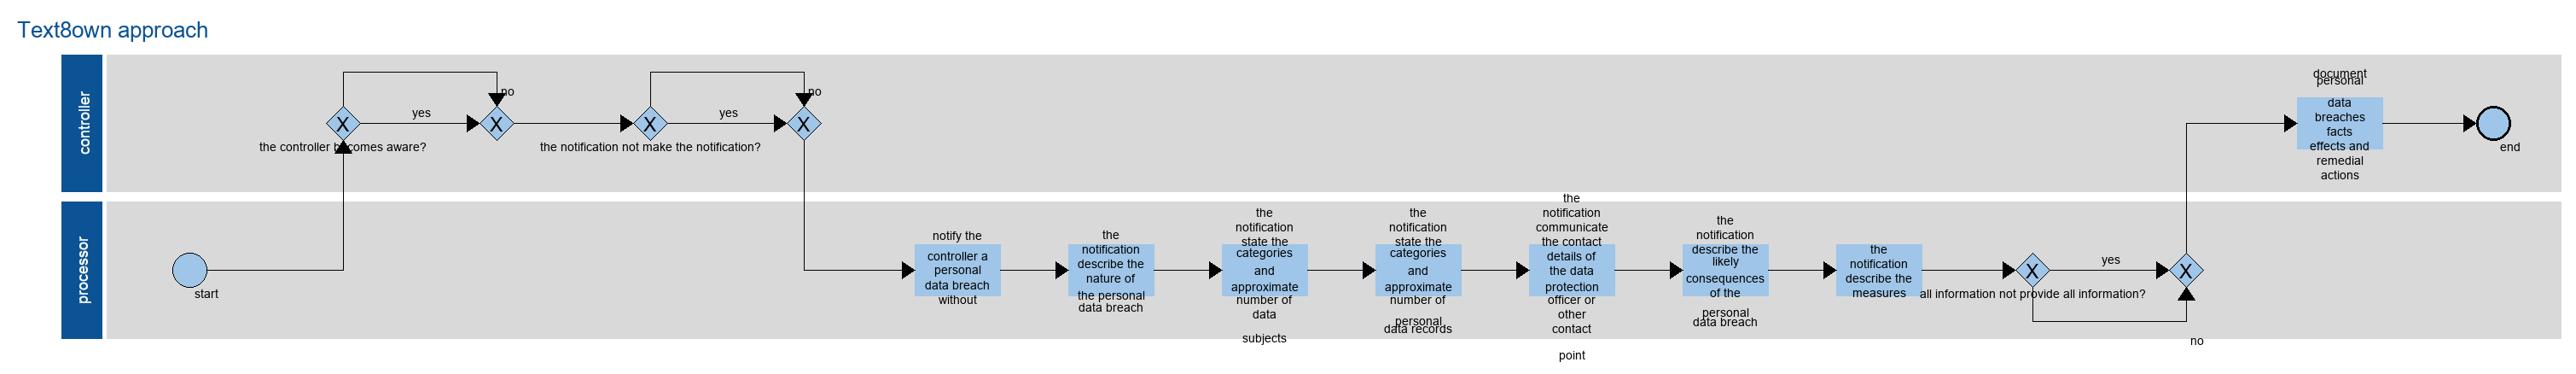 Text8own approach
controller
no
yes
X
X
the controller becomes aware?
no
yes
X
X
the notification not make the notification?
document
personal
data
breaches
facts
effects and
remedial
actions
end
processor
start
notify the
controller a
personal
data breach
without
the
notification
describe the
nature of
the personal
data breach
the
notification
state the
categories
and
approximate
number of
data
subjects
the
notification
state the
categories
and
approximate
number of
personal
data records
the
notification
communicate
the contact
details of
the data
protection
officer or
other
contact
point
the
notification
describe the
likely
consequences
of the
personal
data breach
the
notification
describe the
measures
X
yes
X
all information not provide all information?
no